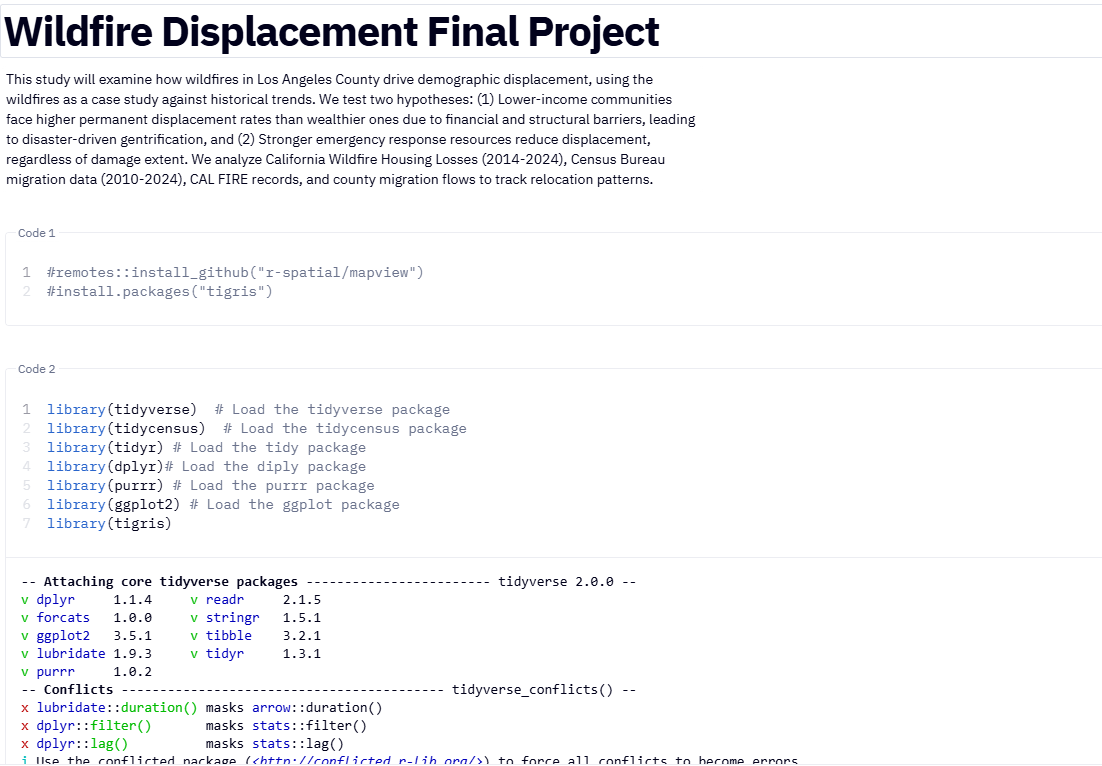 Wildfire Displacement Final Project
This study will examine how wildfires in Los Angeles County drive demographic displacement, using the
wildfires as a case study against historical trends. We test two hypotheses: (1) Lower-income communities
face higher permanent displacement rates than wealthier ones due to financial and structural barriers, leading
to disaster-driven gentrification, and (2) Stronger emergency response resources reduce displacement,
regardless of damage extent. We analyze California Wildfire Housing Losses (2014-2024), Census Bureau
migration data (2010-2024), CAL FIRE records, and county migration flows to track relocation patterns.
Code 1
1 #remotes::install_github("r-spatial/mapview")
2 #install.packages("tigris")
Code 2
1 library(tidyverse)  # Load the tidyverse package
2 library(tidycensus)  # Load the tidycensus package
3 library(tidyr) # Load the tidy package
4 library(dplyr)# Load the diply package
5 library(purrr) # Load the purrr package
6 library(ggplot2) # Load the ggplot package
7 library(tigris)
-- Attaching core tidyverse packages ------------------------ tidyverse 2.0.0 --
v dplyr     1.1.4     v readr     2.1.5
v forcats   1.0.0     v stringr   1.5.1
v ggplot2   3.5.1     v tibble    3.2.1
v lubridate 1.9.3     v tidyr     1.3.1
v purrr     1.0.2
-- Conflicts ------------------------------------------ tidyverse_conflicts() --
x lubridate::duration() masks arrow::duration()
x dplyr::filter()       masks stats::filter()
x dplyr::lag()          masks stats::lag()
i Use the conflicted package (<http://conflicted.r-lib.org/>) to force all conflicts to become errors